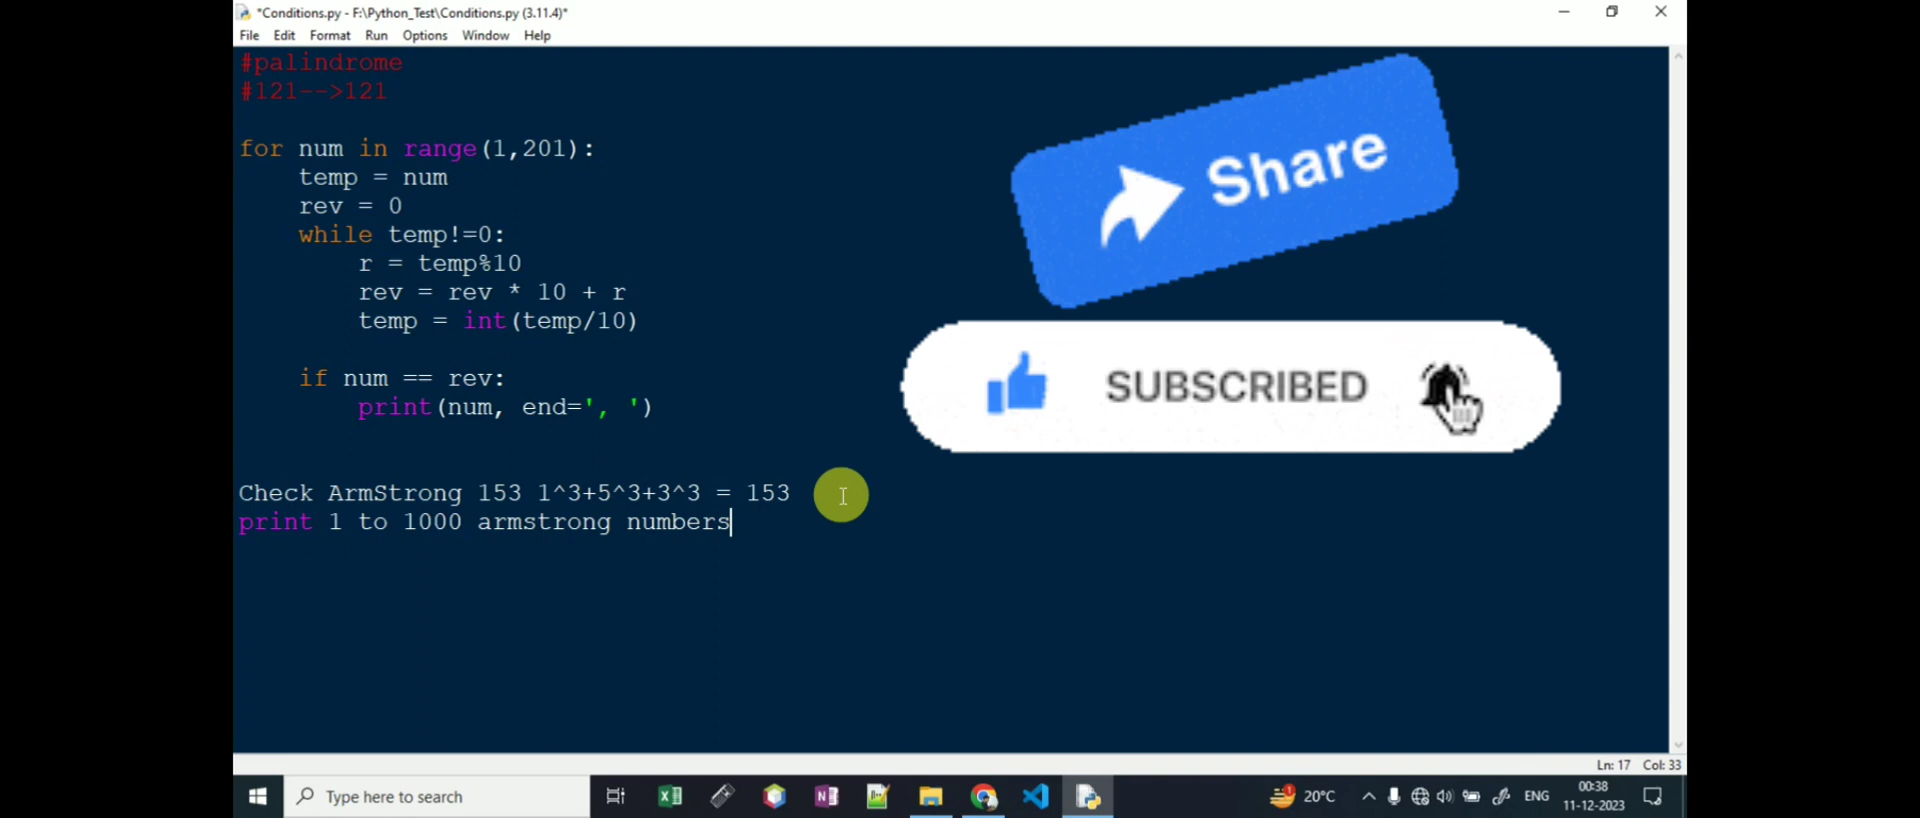 *Conditions.py - F:\Python_Test\Conditions.py (3.11.4)*
File Edit Format Run Options Window Help
#palindrome
#121-->121
for num in range(1,201):
    temp = num
    rev = 0
    while temp!=0:
        r = temp%10
        rev = rev * 10 + r
        temp = int(temp/10)
    if num == rev:
        print(num, end=', ')
Check ArmStrong 153 1^3+5^3+3^3 = 153
print 1 to 1000 armstrong numbers
Share
SUBSCRIBED
Ln: 17 Col: 33
Type here to search
20°C
ENG
00:38
11-12-2023